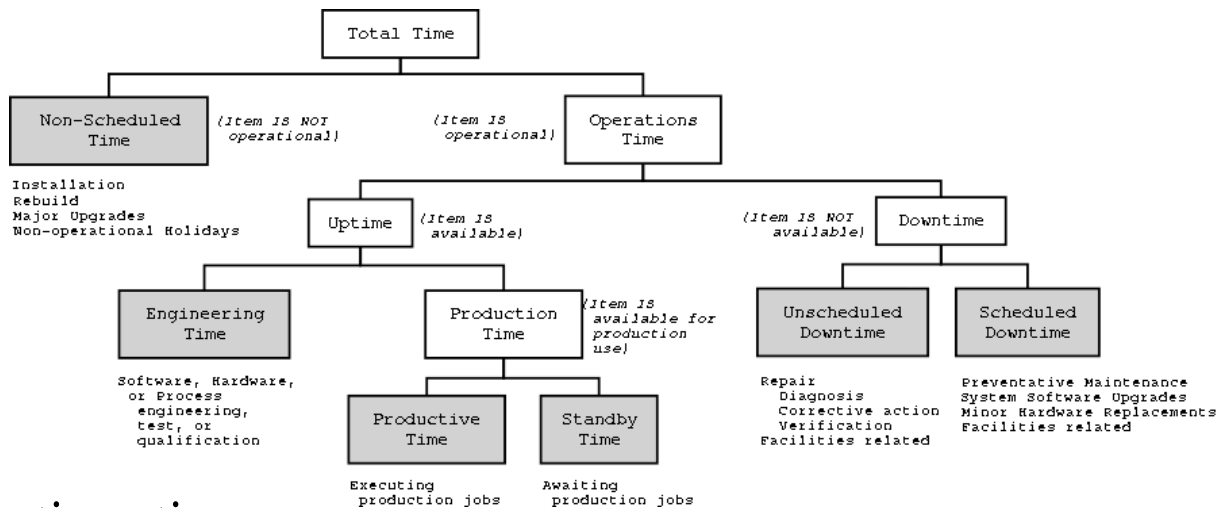 Total Time
Non-Scheduled
Time
(Item IS NOT
operational)
(Item IS
operational)
Operations
Time
Installation
Rebuild
Major Upgrades
Non-operational Holidays
Uptime
(Item IS
available)
(Item IS NOT
available)
Downtime
Engineering
Time
Production
Time
(Item IS
available for
production
use)
Unscheduled
Downtime
Scheduled
Downtime
Software, Hardware,
or Process
engineering,
test, or
qualification
Productive
Time
Standby
Time
Repair
Diagnosis
Corrective action
Verification
Facilities related
Preventative Maintenance
System Software Upgrades
Minor Hardware Replacements
Facilities related
Executing
production jobs
Awaiting
production jobs